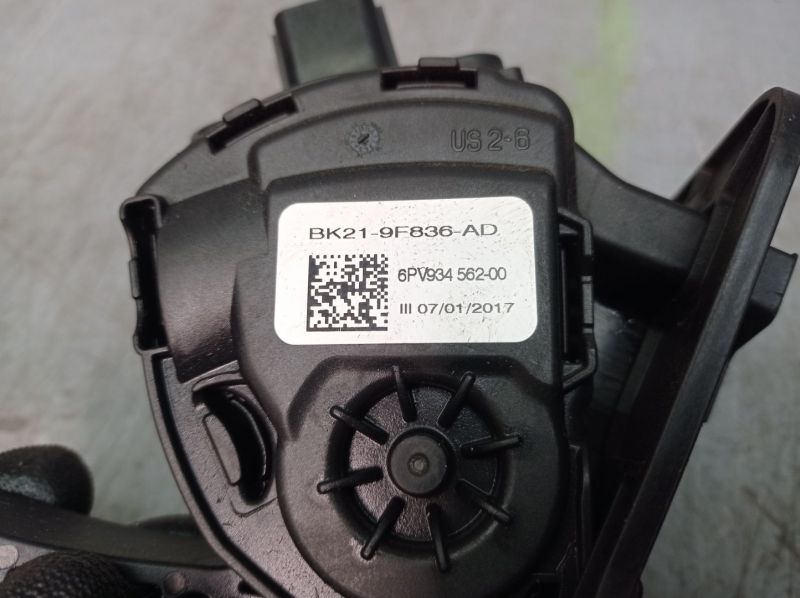 US 2-6
BK21-9F836-AD
6PV934 562-00
III 07/01/2017